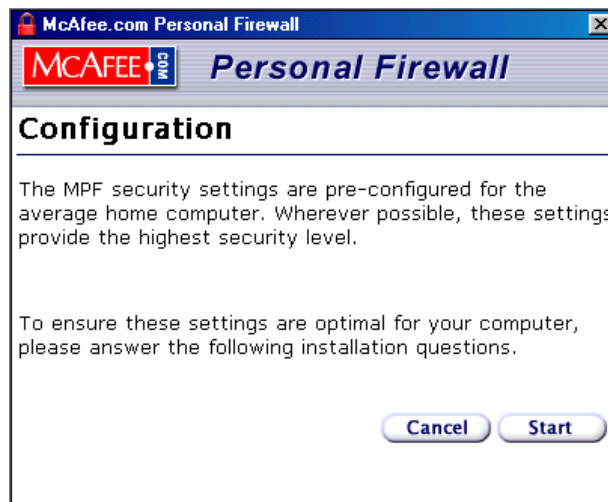 McAfee.com Personal Firewall
McAFEE.COM Personal Firewall
Configuration
The MPF security settings are pre-configured for the
average home computer. Wherever possible, these settings
provide the highest security level.
To ensure these settings are optimal for your computer,
please answer the following installation questions.
Cancel Start